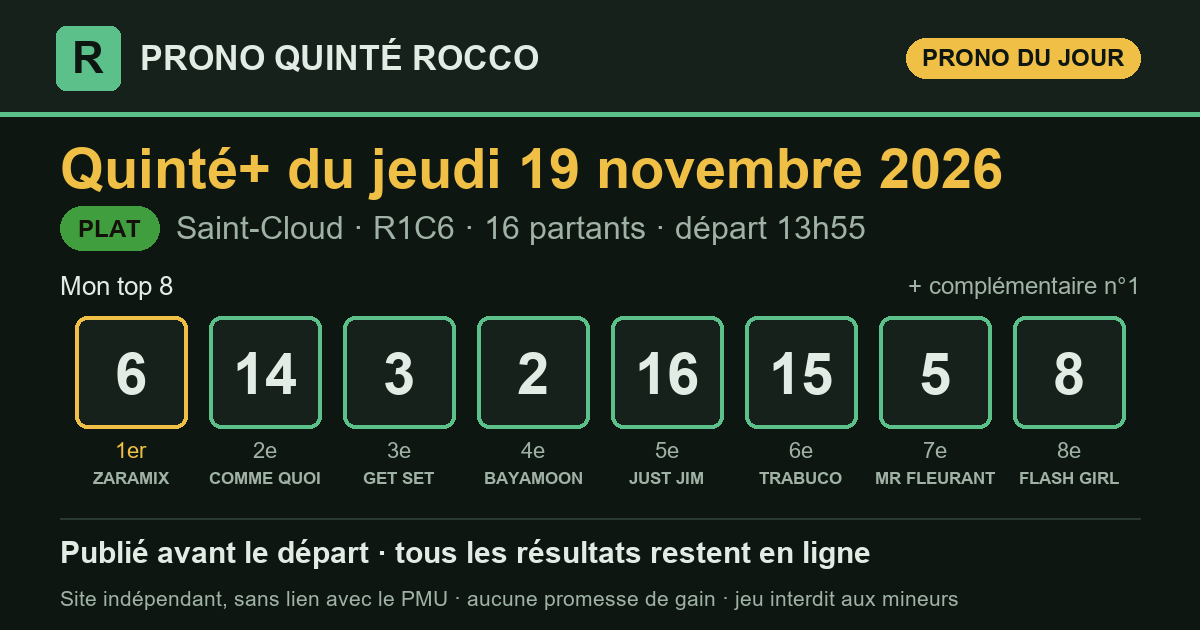 R PRONO QUINTÉ ROCCO PRONO DU JOUR
Quinté+ du jeudi 19 novembre 2026
PLAT Saint-Cloud · R1C6 · 16 partants · départ 13h55
Mon top 8 + complémentaire n°1
6 14 3 2 16 15 5 8
1er 2e 3e 4e 5e 6e 7e 8e
ZARAMIX COMME QUOI GET SET BAYAMOON JUST JIM TRABUCO MR FLEURANT FLASH GIRL
Publié avant le départ · tous les résultats restent en ligne
Site indépendant, sans lien avec le PMU · aucune promesse de gain · jeu interdit aux mineurs